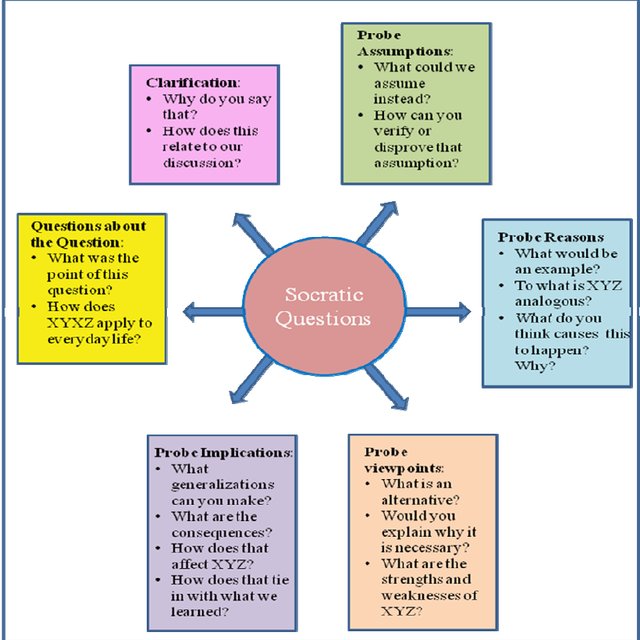 Probe
Assumptions:
• What could we
assume
instead?
• How can you
verify or
disprove that
assumption?
Clarification:
• Why do you say
that?
• How does this
relate to our
discussion?
Questions about
the Question:
• What was the
point of this
question?
• How does
XYXZ apply to
everyday life?
Probe Reasons
• What would be
an example?
• To what is XYZ
analogous?
• What do you
think causes this
to happen?
Why?
Socratic
Questions
Probe Implications:
• What
generalizations
can you make?
• What are the
consequences?
• How does that
affect XYZ?
• How does that tie
in with what we
learned?
Probe
viewpoints:
• What is an
alternative?
• Would you
explain why it
is necessary?
• What are the
strengths and
weaknesses of
XYZ?